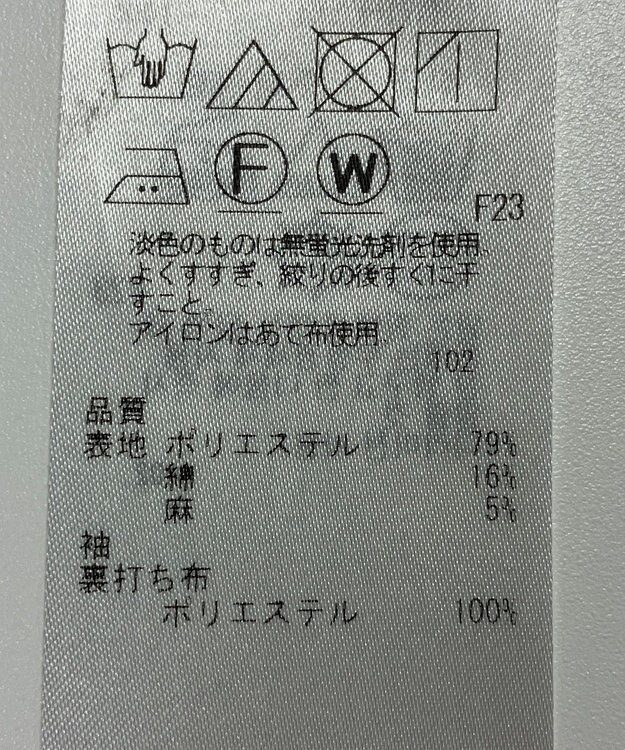 F
W
F23
淡色のものは無蛍光洗剤を使用
よくすすぎ、絞りの後すぐに干
すこと。
アイロンはあて布使用
102
品質
表地 ポリエステル 79%
綿 16%
麻 5%
袖
裏打ち布
ポリエステル 100%